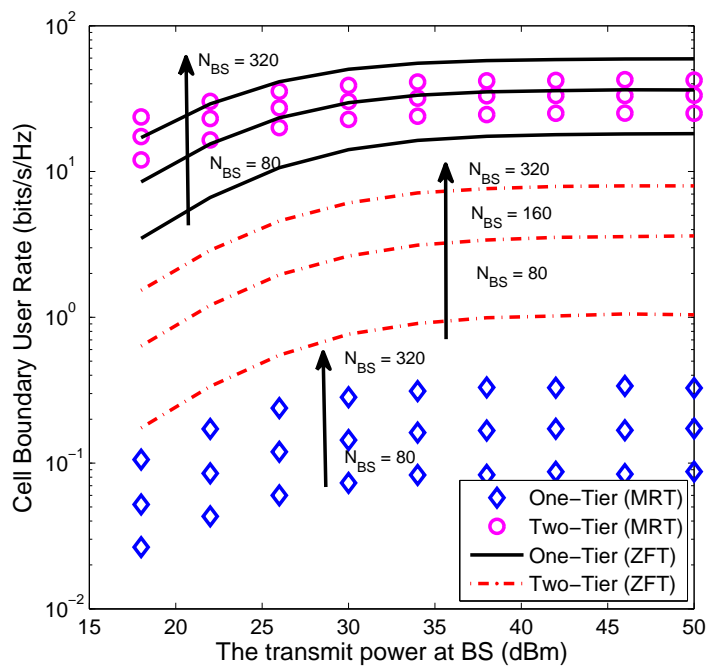 10^2
10^1
10^0
10^-1
10^-2
Cell Boundary User Rate (bits/s/Hz)
N_BS = 320
N_BS = 80
N_BS = 320
N_BS = 160
N_BS = 80
N_BS = 320
N_BS = 80
One-Tier (MRT)
Two-Tier (MRT)
One-Tier (ZFT)
Two-Tier (ZFT)
15 20 25 30 35 40 45 50
The transmit power at BS (dBm)